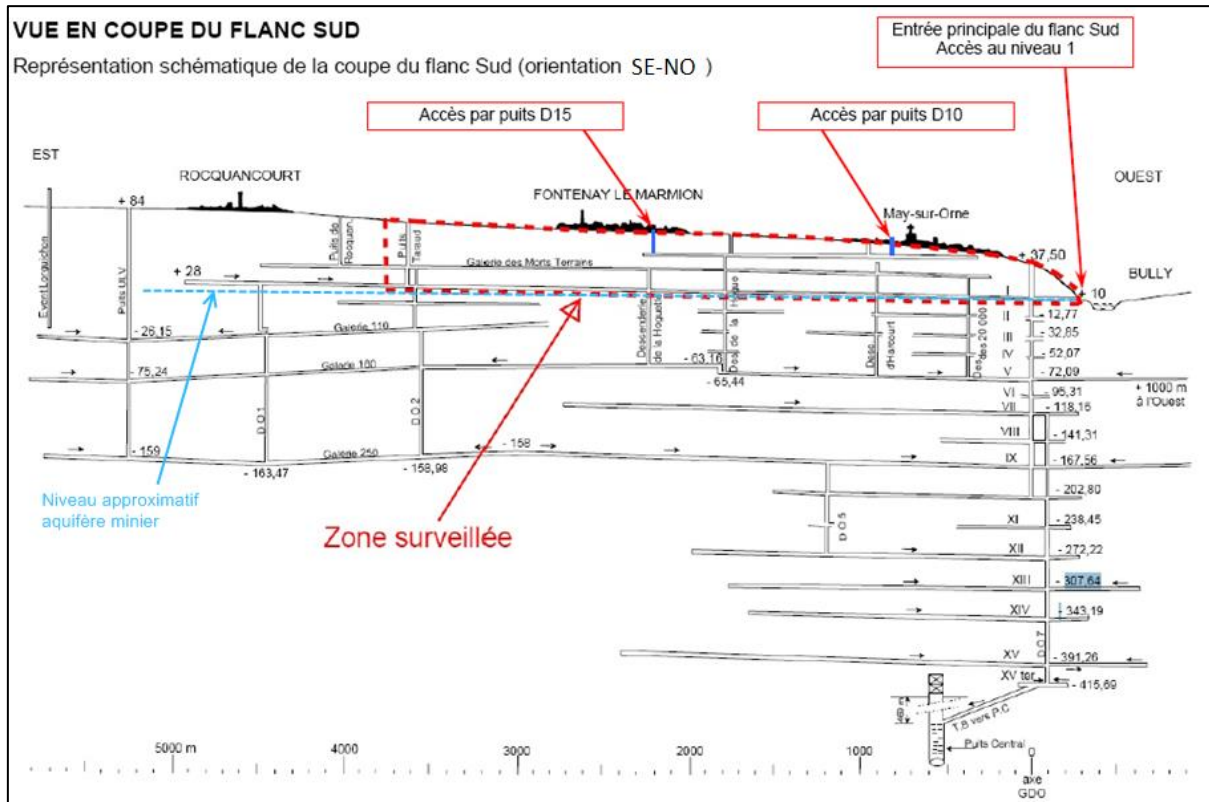 VUE EN COUPE DU FLANC SUD
Représentation schématique de la coupe du flanc Sud (orientation SE-NO )
Entrée principale du flanc Sud
Accès au niveau 1
Accès par puits D15
Accès par puits D10
EST
OUEST
ROCQUANCOURT
FONTENAY LE MARMION
May-sur-Orne
BULLY
+ 84
+ 37,50
+ 28
+ 10
Event Lorguichon
Puits ULV
Puits de
Rocquan
Puits
Taraud
Galerie des Morts Terrains
Galerie 110
Galerie 180
Galerie 250
Descenderie
de la Hoguette
Des. de la Hogue
Desc
d'Harcourt
Des
des 20 000
- 26,15
- 75,24
- 159
- 163,47
- 158,98
- 158
- 63,16
- 65,44
D O 1
D O 2
D O 5
D O 7
I
II - 12,77
III - 32,85
IV - 52,07
V - 72,09
VI - 95,31
VII - 118,16
VIII - 141,31
IX - 167,56
- 202,80
XI - 238,45
XII - 272,22
XIII - 307,64
XIV - 343,19
XV - 391,26
XV ter - 415,69
+ 1000 m
à l'Ouest
Niveau approximatif
aquifère minier
Zone surveillée
T.B vers P.C
Puits Central
5000 m 4000 3000 2000 1000 0
axe
GDO